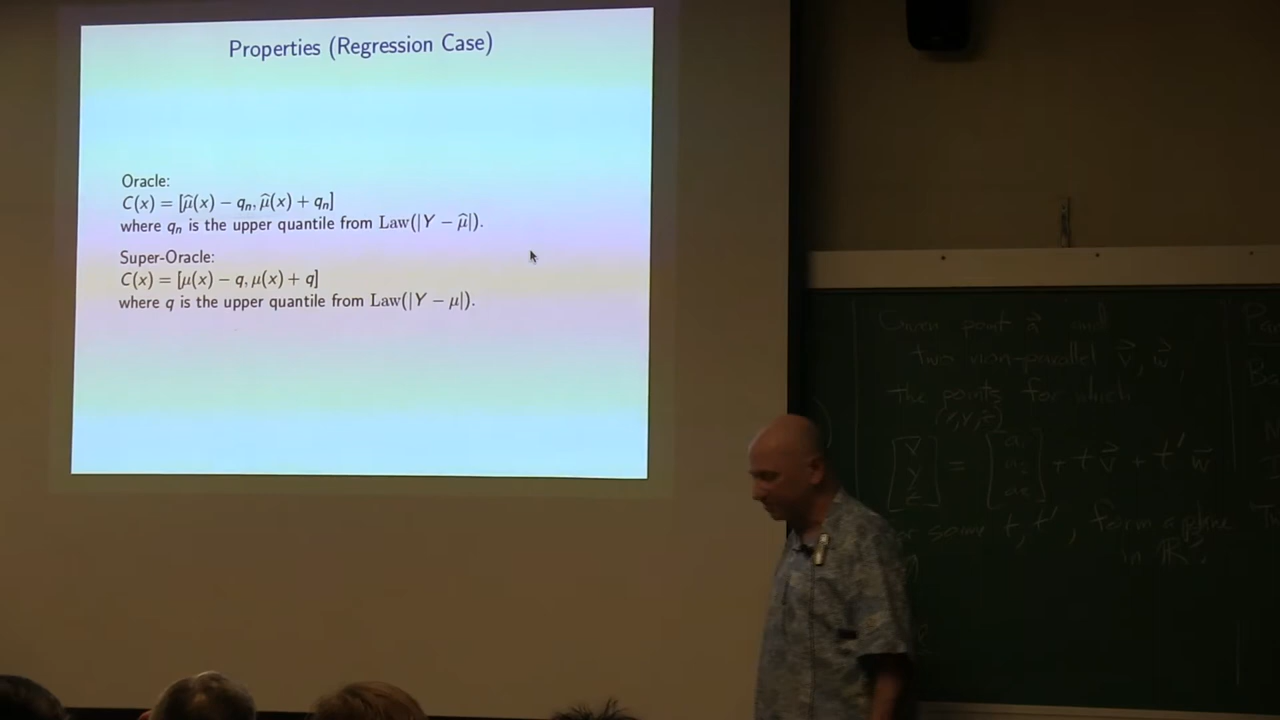 Properties (Regression Case)
Oracle:
C(x) = [μ̂(x) − qₙ, μ̂(x) + qₙ]
where qₙ is the upper quantile from Law(|Y − μ̂|).
Super-Oracle:
C(x) = [μ(x) − q, μ(x) + q]
where q is the upper quantile from Law(|Y − μ|).
Given point a⃗ and
two non-parallel v⃗, w⃗,
the points for which
= + t v⃗ + t' w⃗
some t, t', form a plane
in ℝ³.